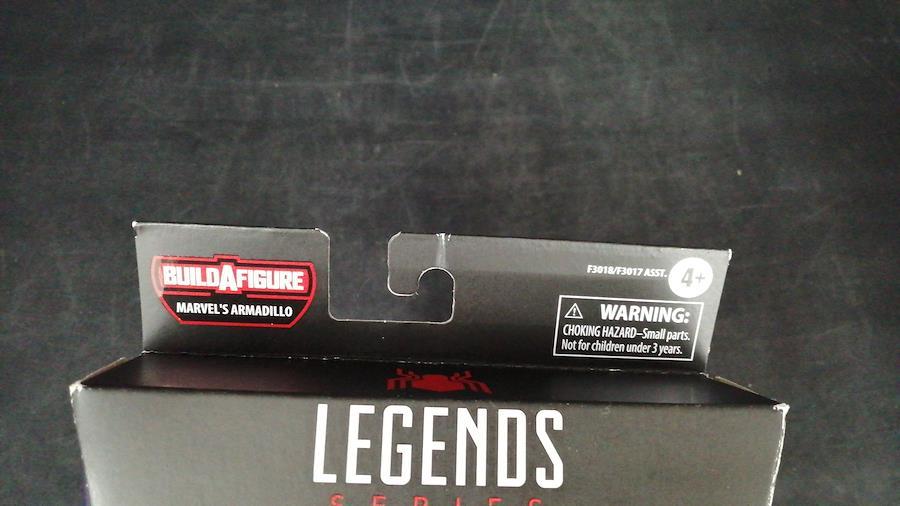 BUILDAFIGURE
MARVEL'S ARMADILLO
F3018/F3017 ASST.
4+
WARNING:
CHOKING HAZARD–Small parts.
Not for children under 3 years.
LEGENDS
SERIES